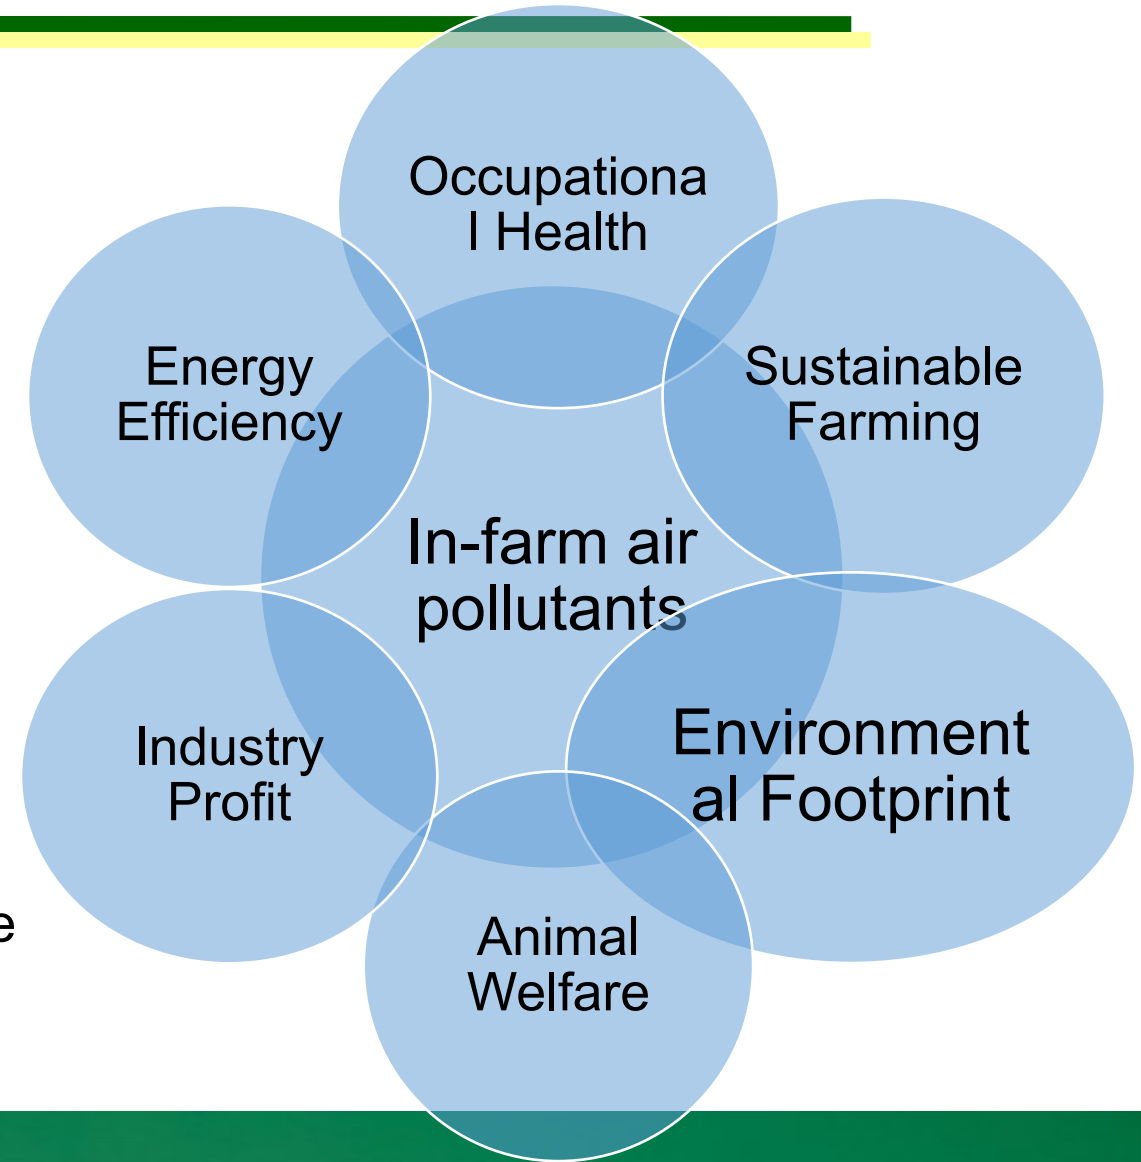 Occupationa
l Health
Energy
Efficiency
Sustainable
Farming
In-farm air
pollutants
Environment
al Footprint
Industry
Profit
e
Animal
Welfare